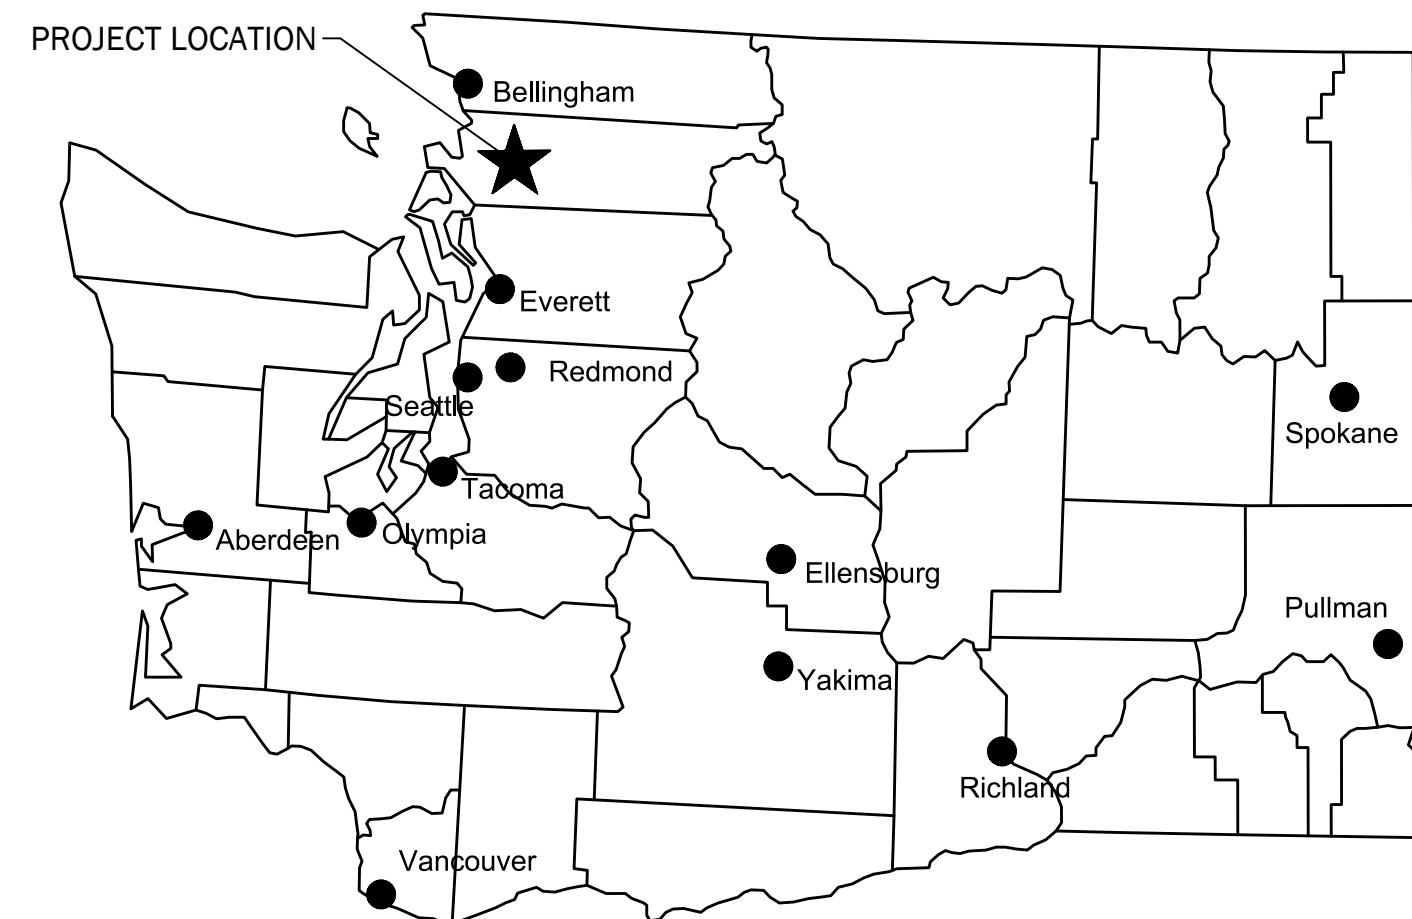 PROJECT LOCATION
Bellingham
Everett
Redmond
Seattle
Spokane
Tacoma
Aberdeen
Olympia
Ellensburg
Pullman
Yakima
Richland
Vancouver